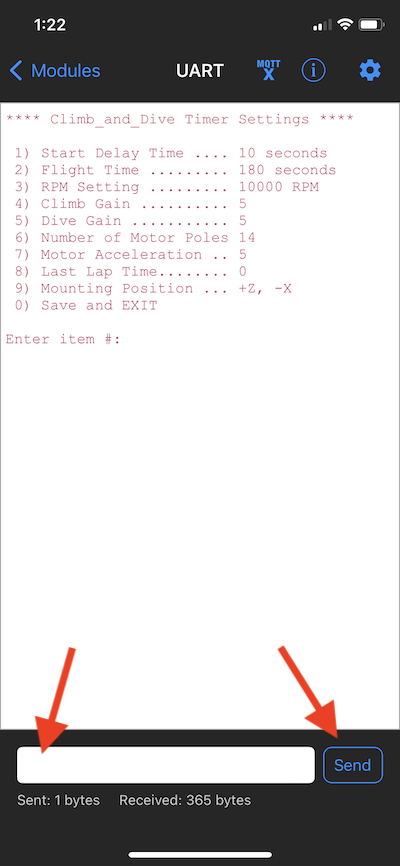 1:22
Modules
UART
MQTT
X
i
**** Climb_and_Dive Timer Settings ****
1) Start Delay Time .... 10 seconds
2) Flight Time ......... 180 seconds
3) RPM Setting ......... 10000 RPM
4) Climb Gain .......... 5
5) Dive Gain ........... 5
6) Number of Motor Poles 14
7) Motor Acceleration .. 5
8) Last Lap Time........ 0
9) Mounting Position ... +Z, -X
0) Save and EXIT
Enter item #:
Send
Sent: 1 bytes Received: 365 bytes